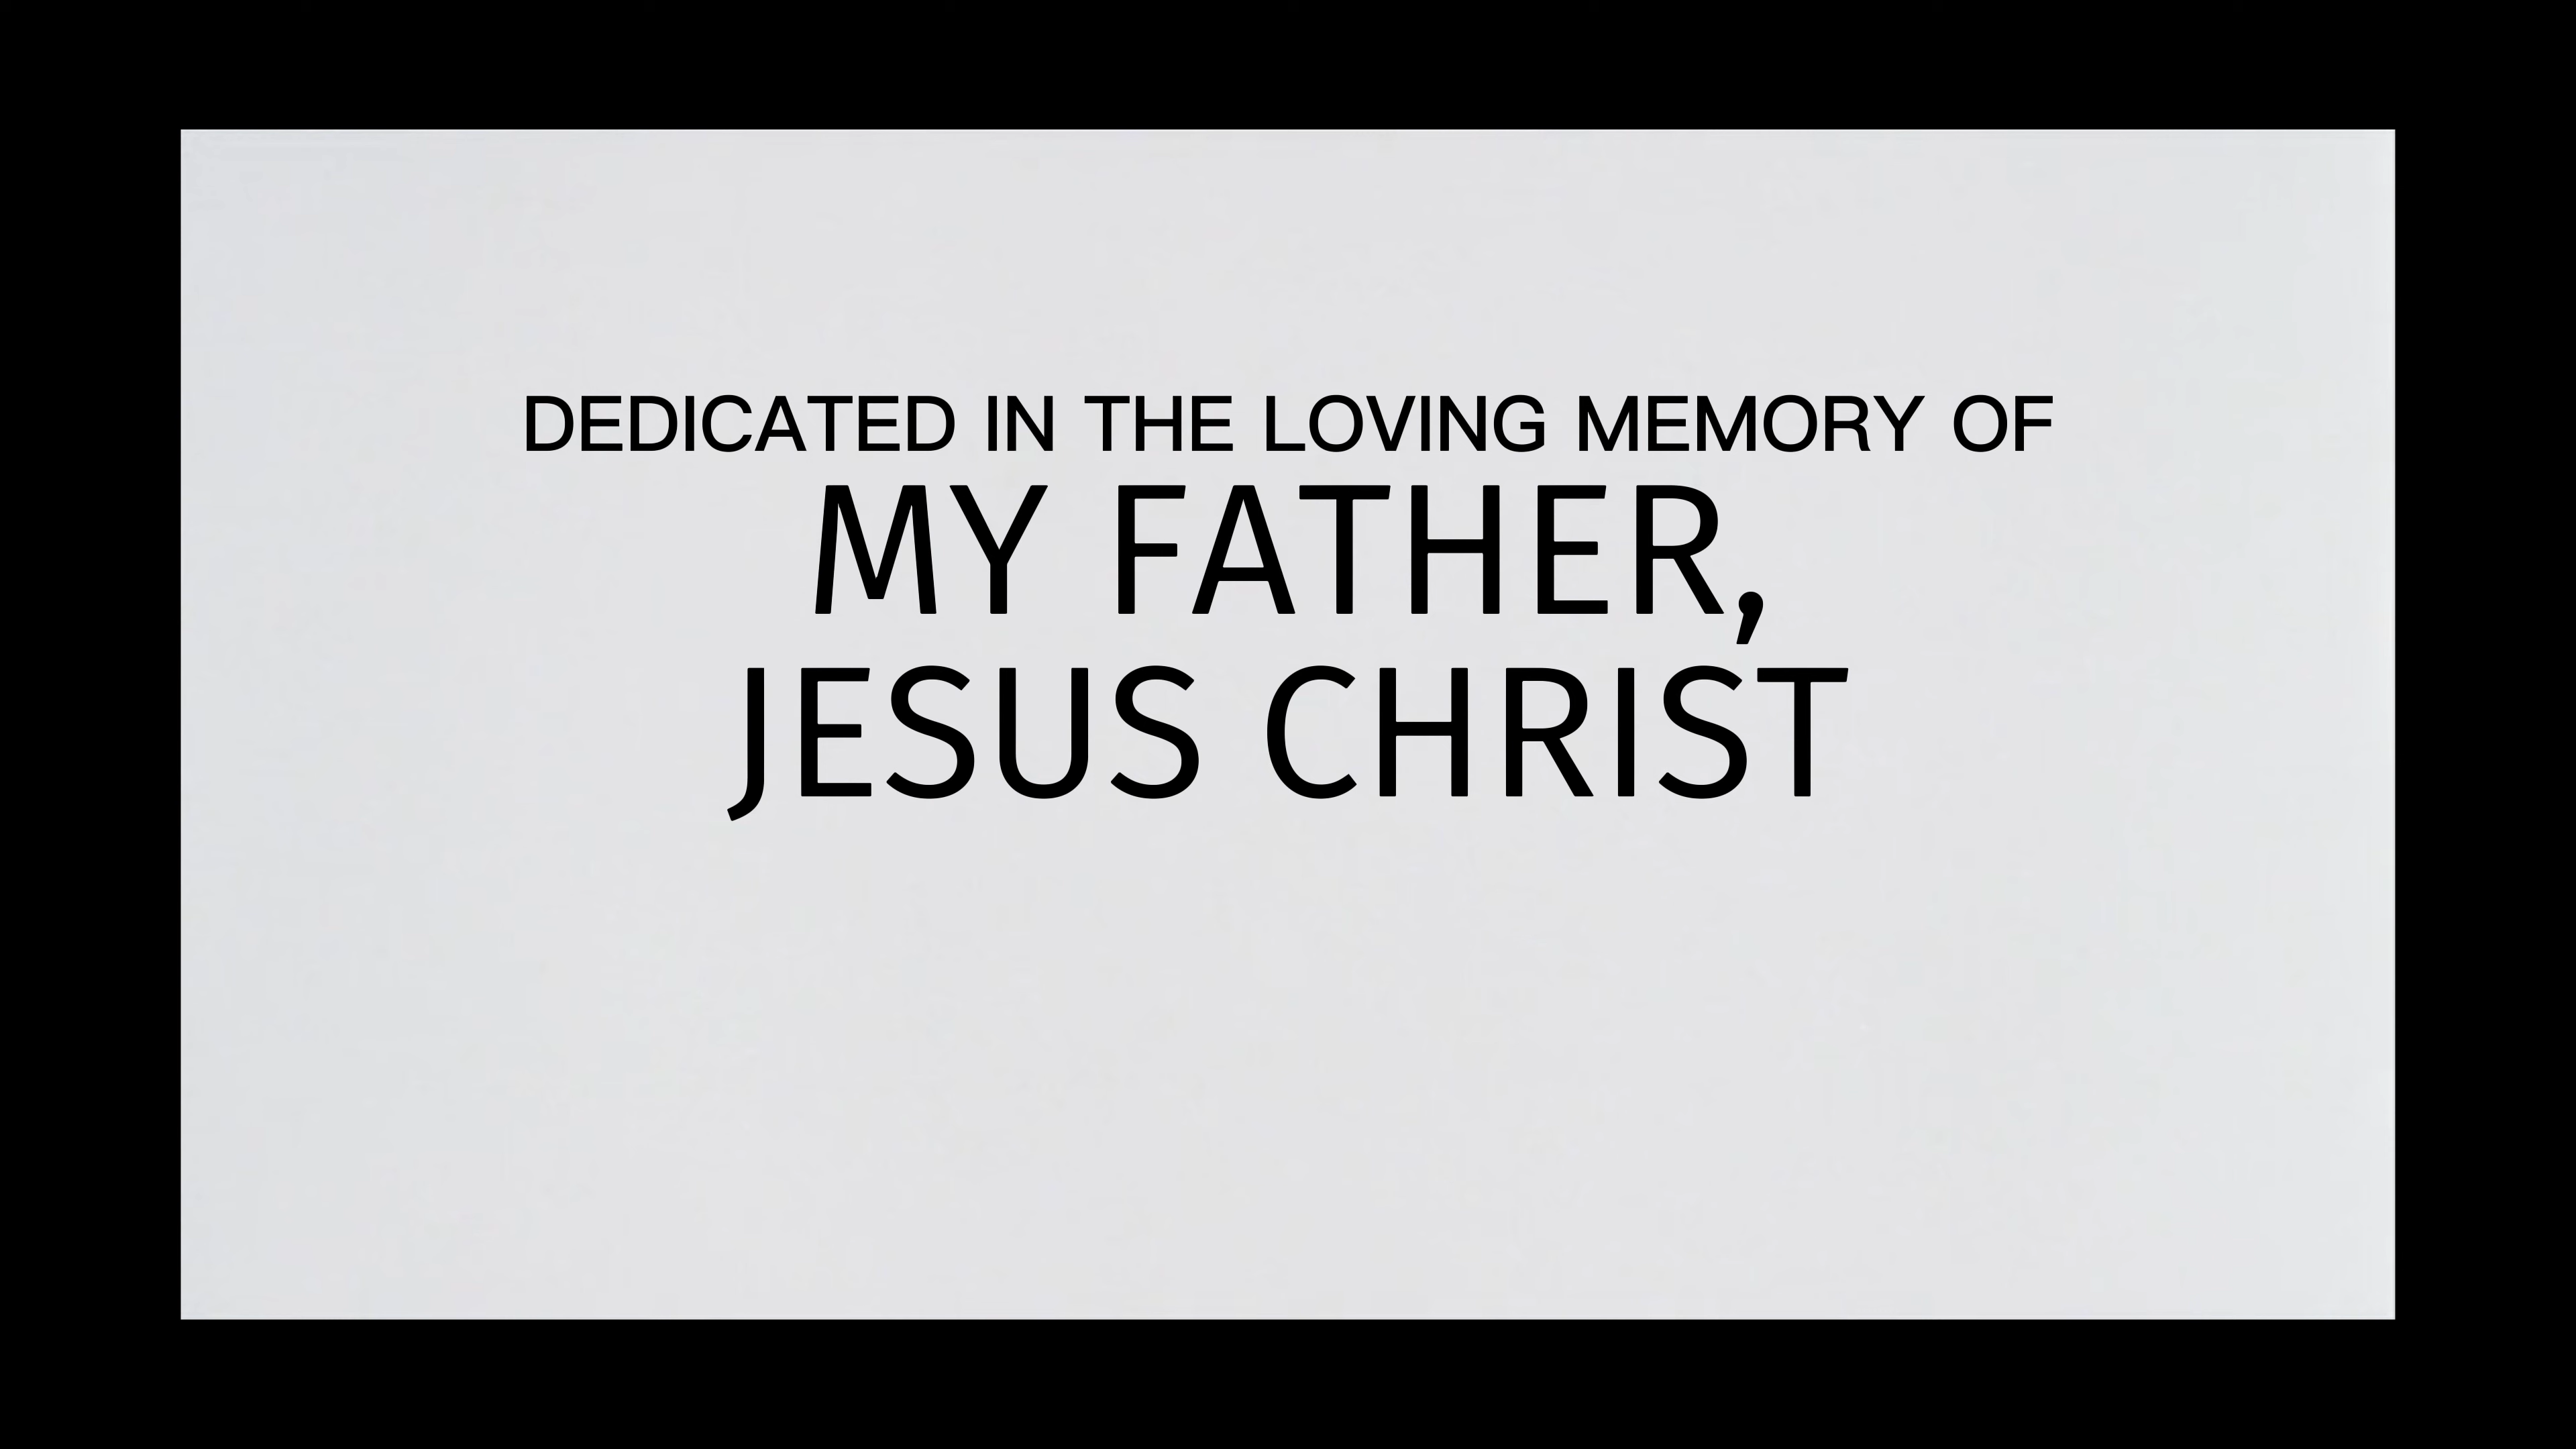 DEDICATED IN THE LOVING MEMORY OF
MY FATHER,
JESUS CHRIST